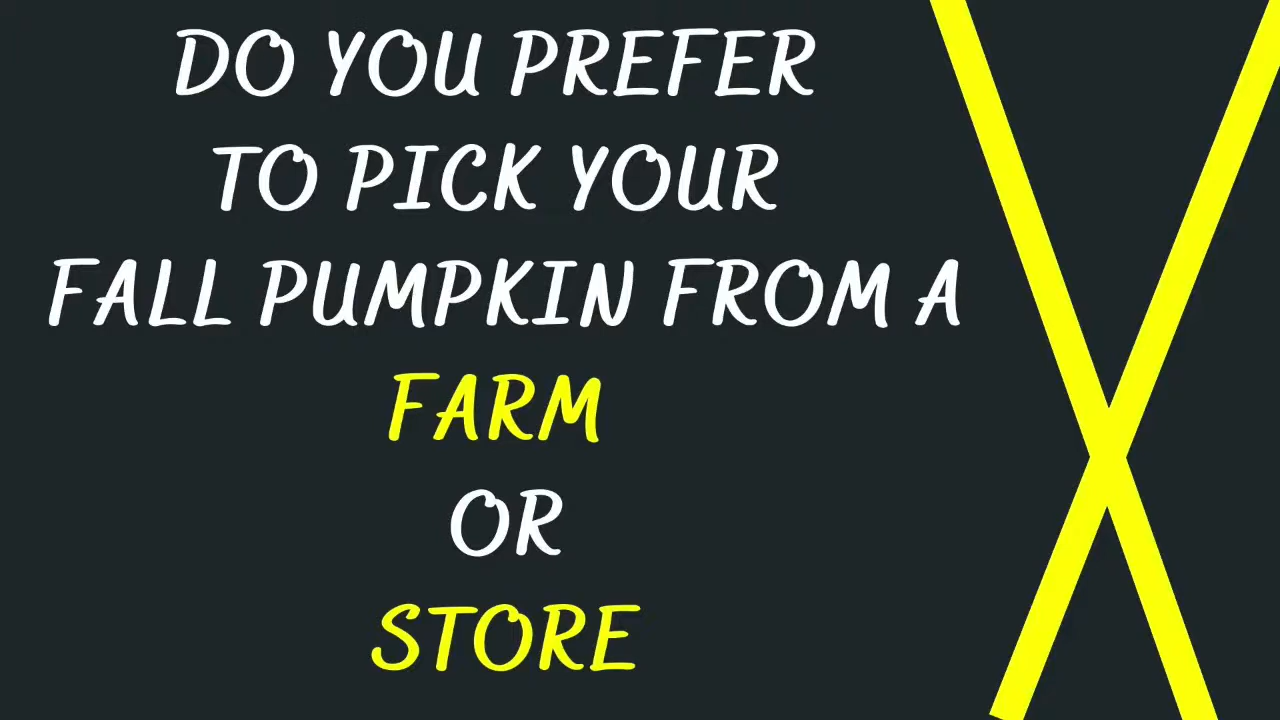 DO YOU PREFER
TO PICK YOUR
FALL PUMPKIN FROM A
FARM
OR
STORE